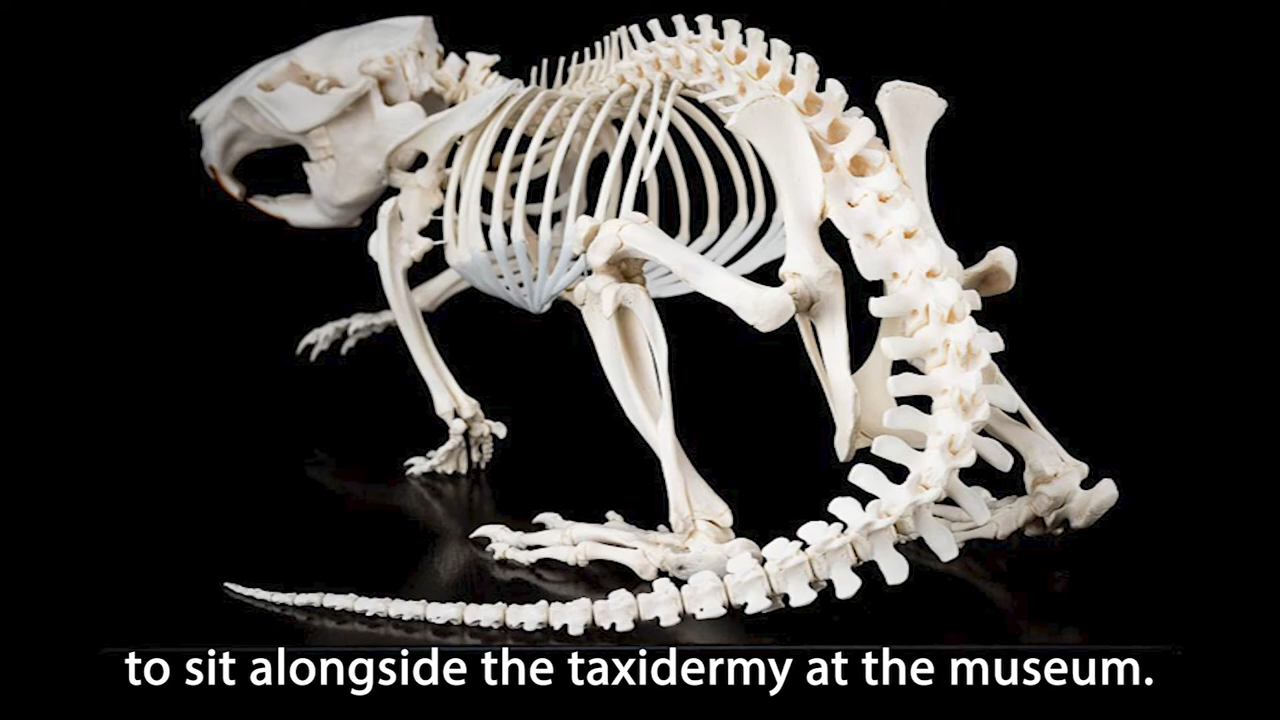 to sit alongside the taxidermy at the museum.